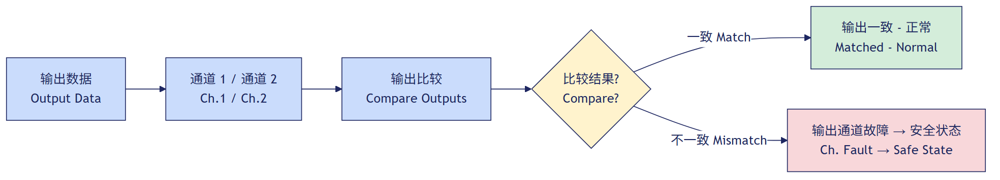 输出数据
Output Data
通道 1 / 通道 2
Ch.1 / Ch.2
输出比较
Compare Outputs
比较结果?
Compare?
一致 Match
输出一致 - 正常
Matched - Normal
不一致 Mismatch
输出通道故障 → 安全状态
Ch. Fault → Safe State